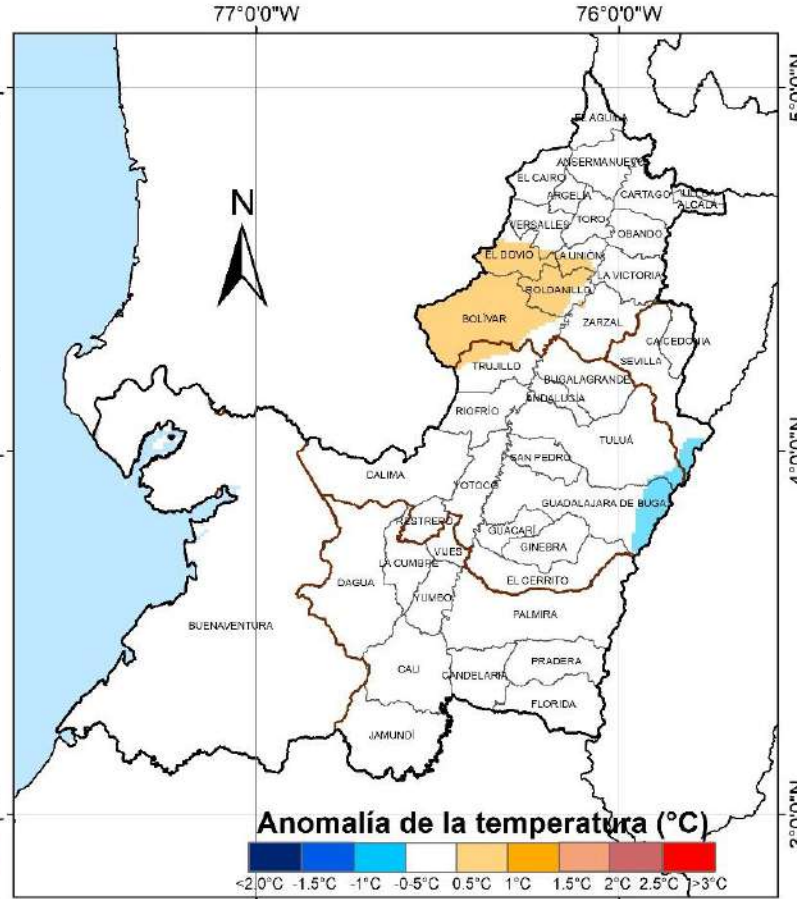 77°0'0"W 76°0'0"W
5°0'0"N
EL AGUILA
ANSERMANUEVO
EL CAIRO
ARGELIA
CARTAGO
ALCALA
VERSALLES
TORO
OBANDO
EL DOVIO
LA UNION
LA VICTORIA
ROLDANILLO
BOLÍVAR
ZARZAL
CAICEDONIA
SEVILLA
TRUJILLO
BUGALAGRANDE
ANDALUCÍA
RIOFRÍO
TULUÁ
4°0'0"N
SAN PEDRO
CALIMA
YOTOCO
GUADALAJARA DE BUGA
RESTREPO
GUACARÍ
GINEBRA
VIJES
LA CUMBRE
DAGUA
EL CERRITO
YUMBO
PALMIRA
BUENAVENTURA
PRADERA
CALI
CANDELARIA
FLORIDA
JAMUNDÍ
N
3°0'0"N
Anomalía de la temperatura (°C)
<2.0°C -1.5°C -1°C -0-5°C 0.5°C 1°C 1.5°C 2°C 2.5°C >3°C